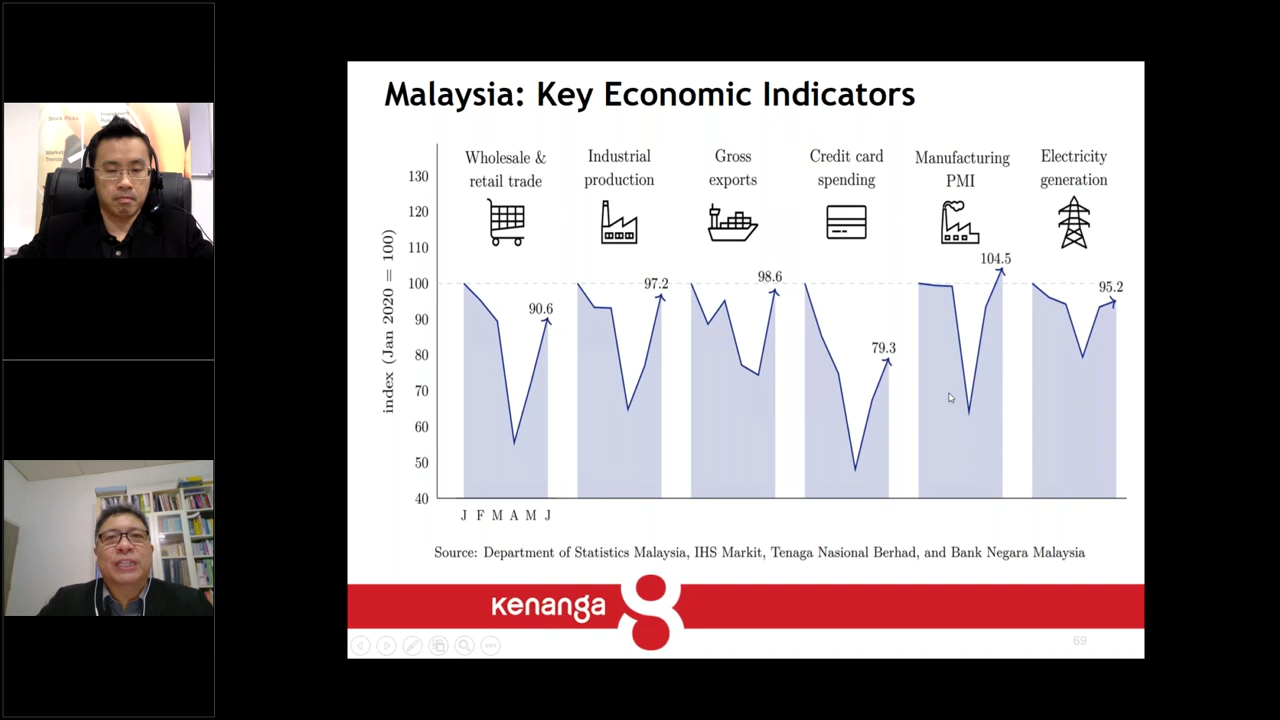 Stock Picks
Malaysia: Key Economic Indicators
Wholesale &
retail trade
Industrial
production
Gross
exports
Credit card
spending
Manufacturing
PMI
Electricity
generation
index (Jan 2020 = 100)
130
120
110
100
90
80
70
60
50
40
90.6
97.2
98.6
79.3
104.5
95.2
J F M A M J
Source: Department of Statistics Malaysia, IHS Markit, Tenaga Nasional Berhad, and Bank Negara Malaysia
kenanga
69